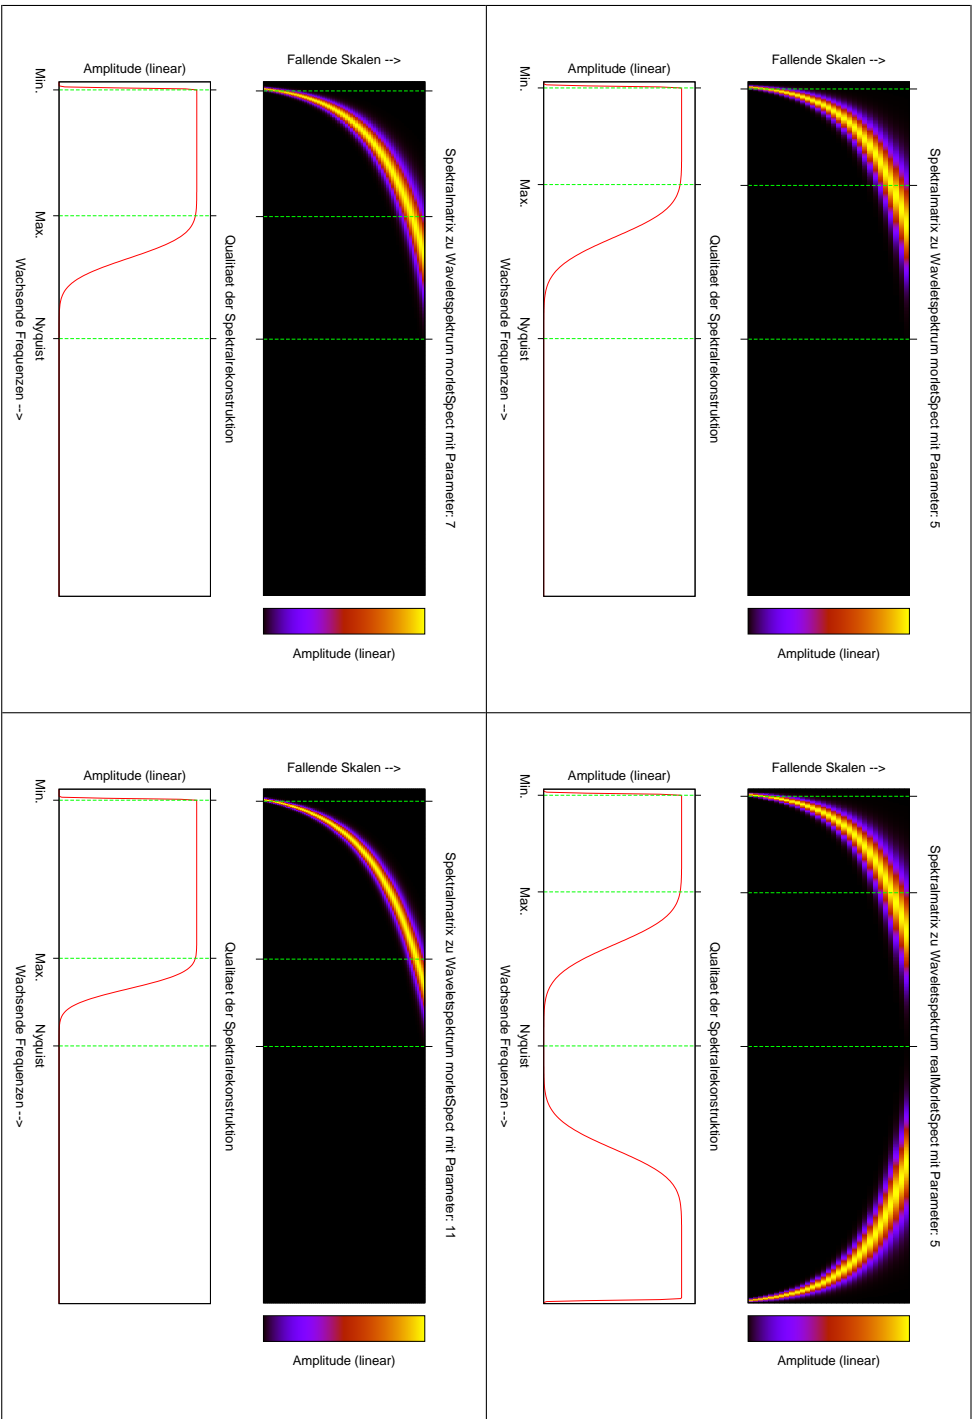 Spektralmatrix zu Waveletspektrum morletSpect mit Parameter: 5
Fallende Skalen -->
Amplitude (linear)
Qualitaet der Spektralrekonstruktion
Amplitude (linear)
Min.
Max.
Nyquist
Wachsende Frequenzen -->
Spektralmatrix zu Waveletspektrum realMorletSpect mit Parameter: 5
Fallende Skalen -->
Amplitude (linear)
Qualitaet der Spektralrekonstruktion
Amplitude (linear)
Min.
Max.
Nyquist
Wachsende Frequenzen -->
Spektralmatrix zu Waveletspektrum morletSpect mit Parameter: 7
Fallende Skalen -->
Amplitude (linear)
Qualitaet der Spektralrekonstruktion
Amplitude (linear)
Min.
Max.
Nyquist
Wachsende Frequenzen -->
Spektralmatrix zu Waveletspektrum morletSpect mit Parameter: 11
Fallende Skalen -->
Amplitude (linear)
Qualitaet der Spektralrekonstruktion
Amplitude (linear)
Min.
Max.
Nyquist
Wachsende Frequenzen -->